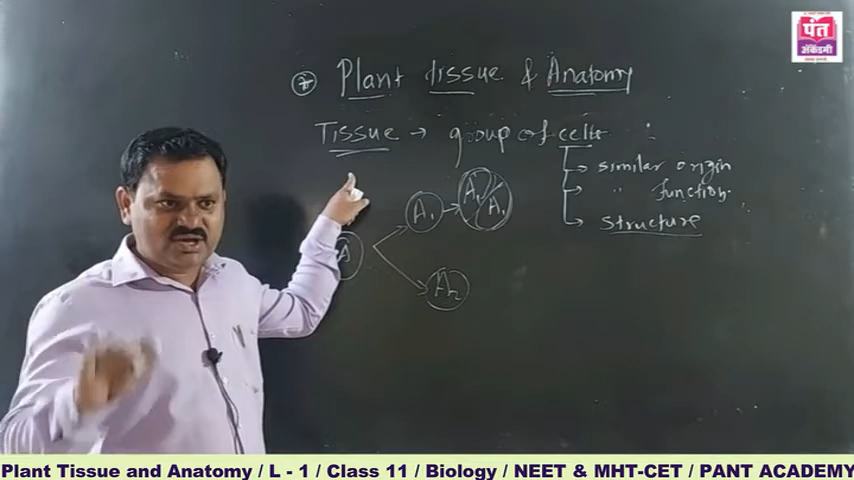 पंत
अ‍ॅकॅडमी
* Plant tissue & Anatomy
Tissue → group of cells :
→ similar origin
→ " function.
→ structure
A
A1
A1 / A1
A2
Plant Tissue and Anatomy / L - 1 / Class 11 / Biology / NEET & MHT-CET / PANT ACADEMY